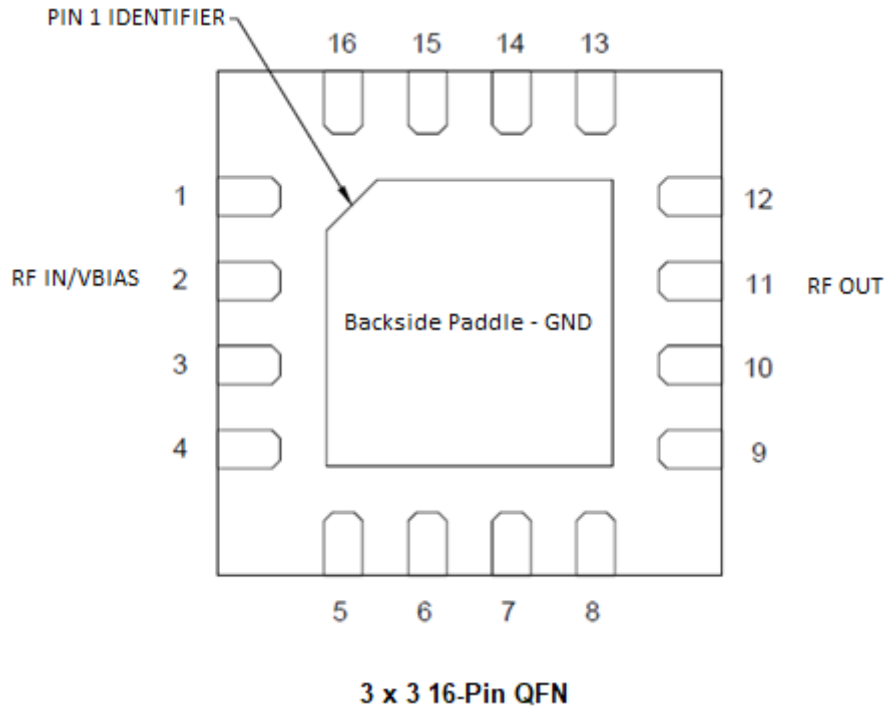 PIN 1 IDENTIFIER
16 15 14 13
1 12
RF IN/VBIAS 2 11 RF OUT
Backside Paddle - GND
3 10
4 9
5 6 7 8
3 x 3 16-Pin QFN